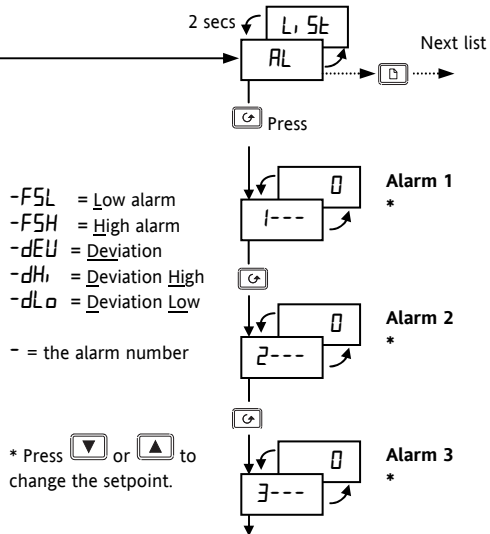 2 secs
Li St
AL
Next list
Press
-FSL = Low alarm
-FSH = High alarm
-dEU = Deviation
-dHi = Deviation High
-dLo = Deviation Low
- = the alarm number
* Press ▼ or ▲ to
change the setpoint.
0
1---
Alarm 1
*
0
2---
Alarm 2
*
0
3---
Alarm 3
*